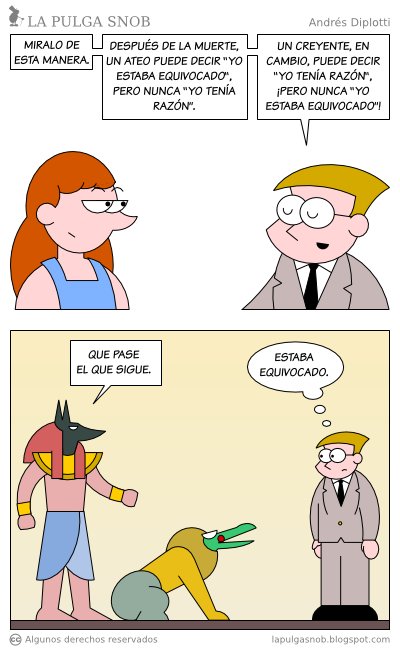 LA PULGA SNOB
Andrés Diplotti
MIRALO DE
ESTA MANERA.
DESPUÉS DE LA MUERTE,
UN ATEO PUEDE DECIR "YO
ESTABA EQUIVOCADO",
PERO NUNCA "YO TENÍA
RAZÓN".
UN CREYENTE, EN
CAMBIO, PUEDE DECIR
"YO TENÍA RAZÓN",
¡PERO NUNCA "YO
ESTABA EQUIVOCADO"!
QUE PASE
EL QUE SIGUE.
ESTABA
EQUIVOCADO.
cc Algunos derechos reservados
lapulgasnob.blogspot.com